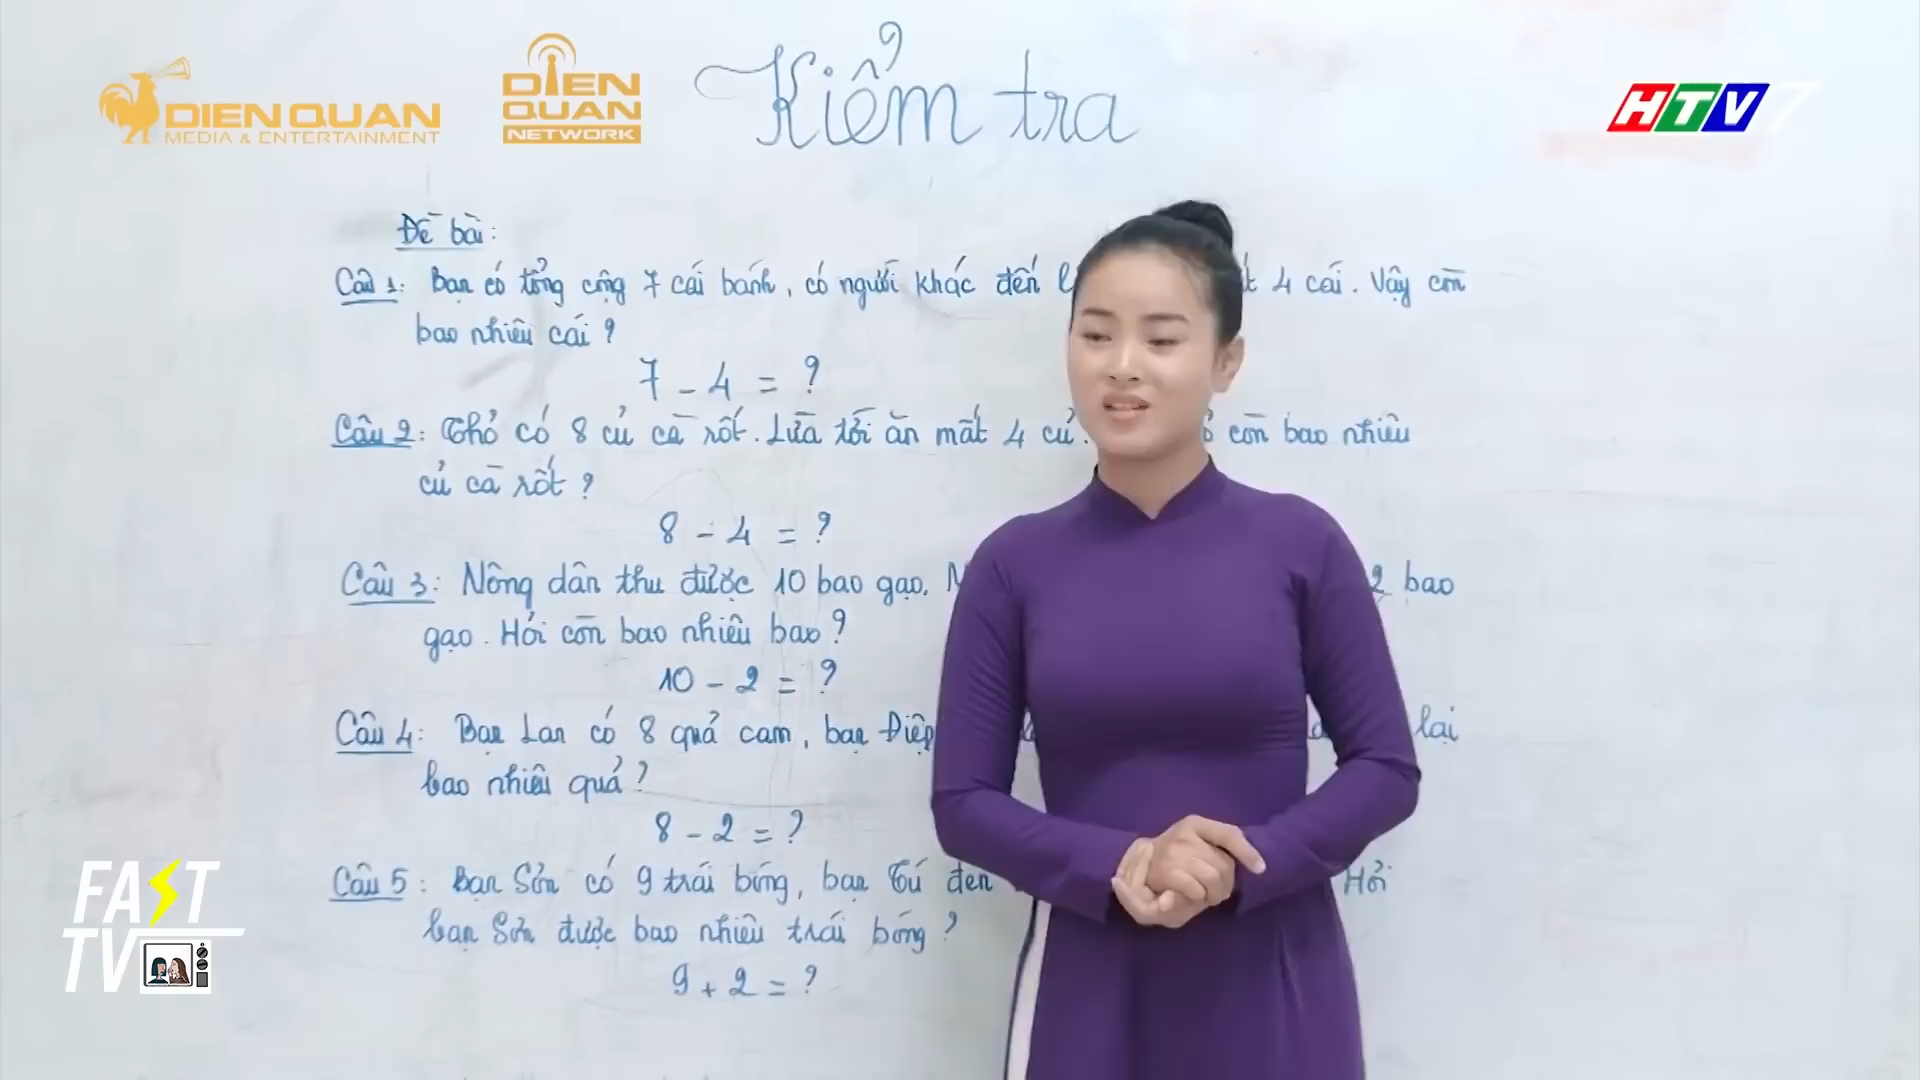 DIEN QUAN
MEDIA & ENTERTAINMENT
DIEN
QUAN
NETWORK
Kiểm tra
HTV7
Đề bài:
Câu 1: Bạn có tổng cộng 7 cái bánh, có người khác đến 4 cái. Vậy còn
bao nhiêu cái?
7 - 4 = ?
Câu 2: Thỏ có 8 củ cà rốt. Lừa tới ăn mất 4 củ. còn bao nhiêu
củ cà rốt?
8 - 4 = ?
Câu 3: Nông dân thu được 10 bao gạo. 2 bao
gạo. Hỏi còn bao nhiêu bao?
10 - 2 = ?
Câu 4: Bạn Lan có 8 quả cam, bạn Điệp lại
bao nhiêu quả?
8 - 2 = ?
Câu 5: Bạn Sơn có 9 trái bóng, bạn Tú đen Hỏi
bạn Sơn được bao nhiêu trái bóng?
9 + 2 = ?
FAST
TV